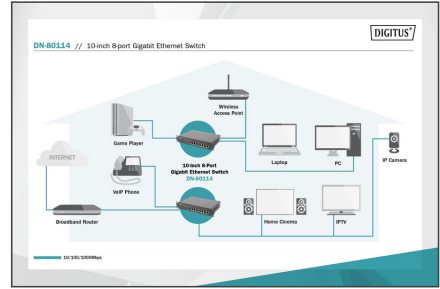 DIGITUS®
DN-80114 // 10-inch 8-port Gigabit Ethernet Switch
Wireless
Access Point
Game Player
INTERNET
10-Inch 8-Port
Gigabit Ethernet Switch
DN-80114
Laptop
PC
IP Camera
VoIP Phone
Broadband Router
Home Cinema
IPTV
10/100/1000Mbps